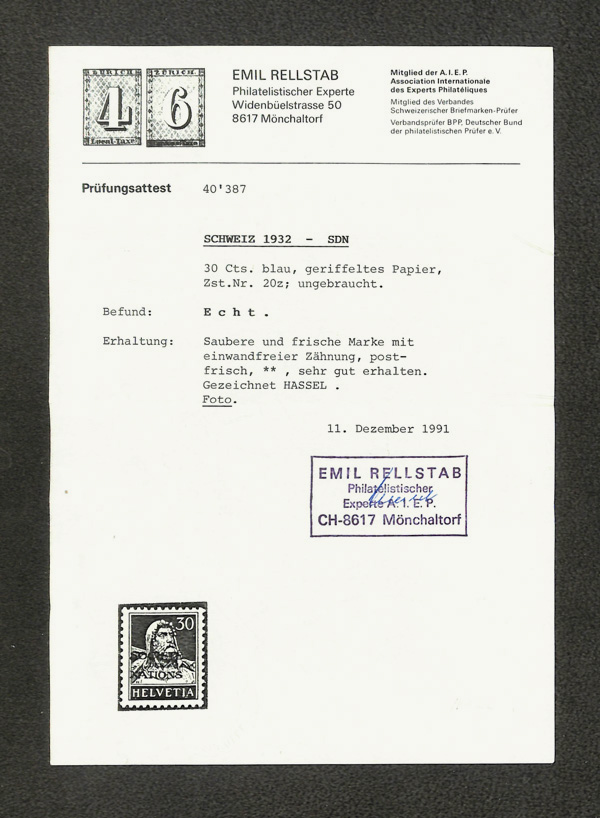 ZÜRICH.
4
Local-Taxe.
ZÜRICH.
6
EMIL RELLSTAB
Philatelistischer Experte
Widenbüelstrasse 50
8617 Mönchaltorf
Mitglied der A.I.E.P.
Association Internationale
des Experts Philatéliques
Mitglied des Verbandes
Schweizerischer Briefmarken-Prüfer
Verbandsprüfer BPP, Deutscher Bund
der philatelistischen Prüfer e.V.
Prüfungsattest 40'387
SCHWEIZ 1932 - SDN
30 Cts. blau, geriffeltes Papier,
Zst.Nr. 20z; ungebraucht.
Befund: Echt.
Erhaltung: Saubere und frische Marke mit
einwandfreier Zähnung, post-
frisch, ** , sehr gut erhalten.
Gezeichnet HASSEL .
Foto.
11. Dezember 1991
EMIL RELLSTAB
Philatelistischer
Experte A. I. E. P.
CH-8617 Mönchaltorf
30
NATIONS
HELVETIA